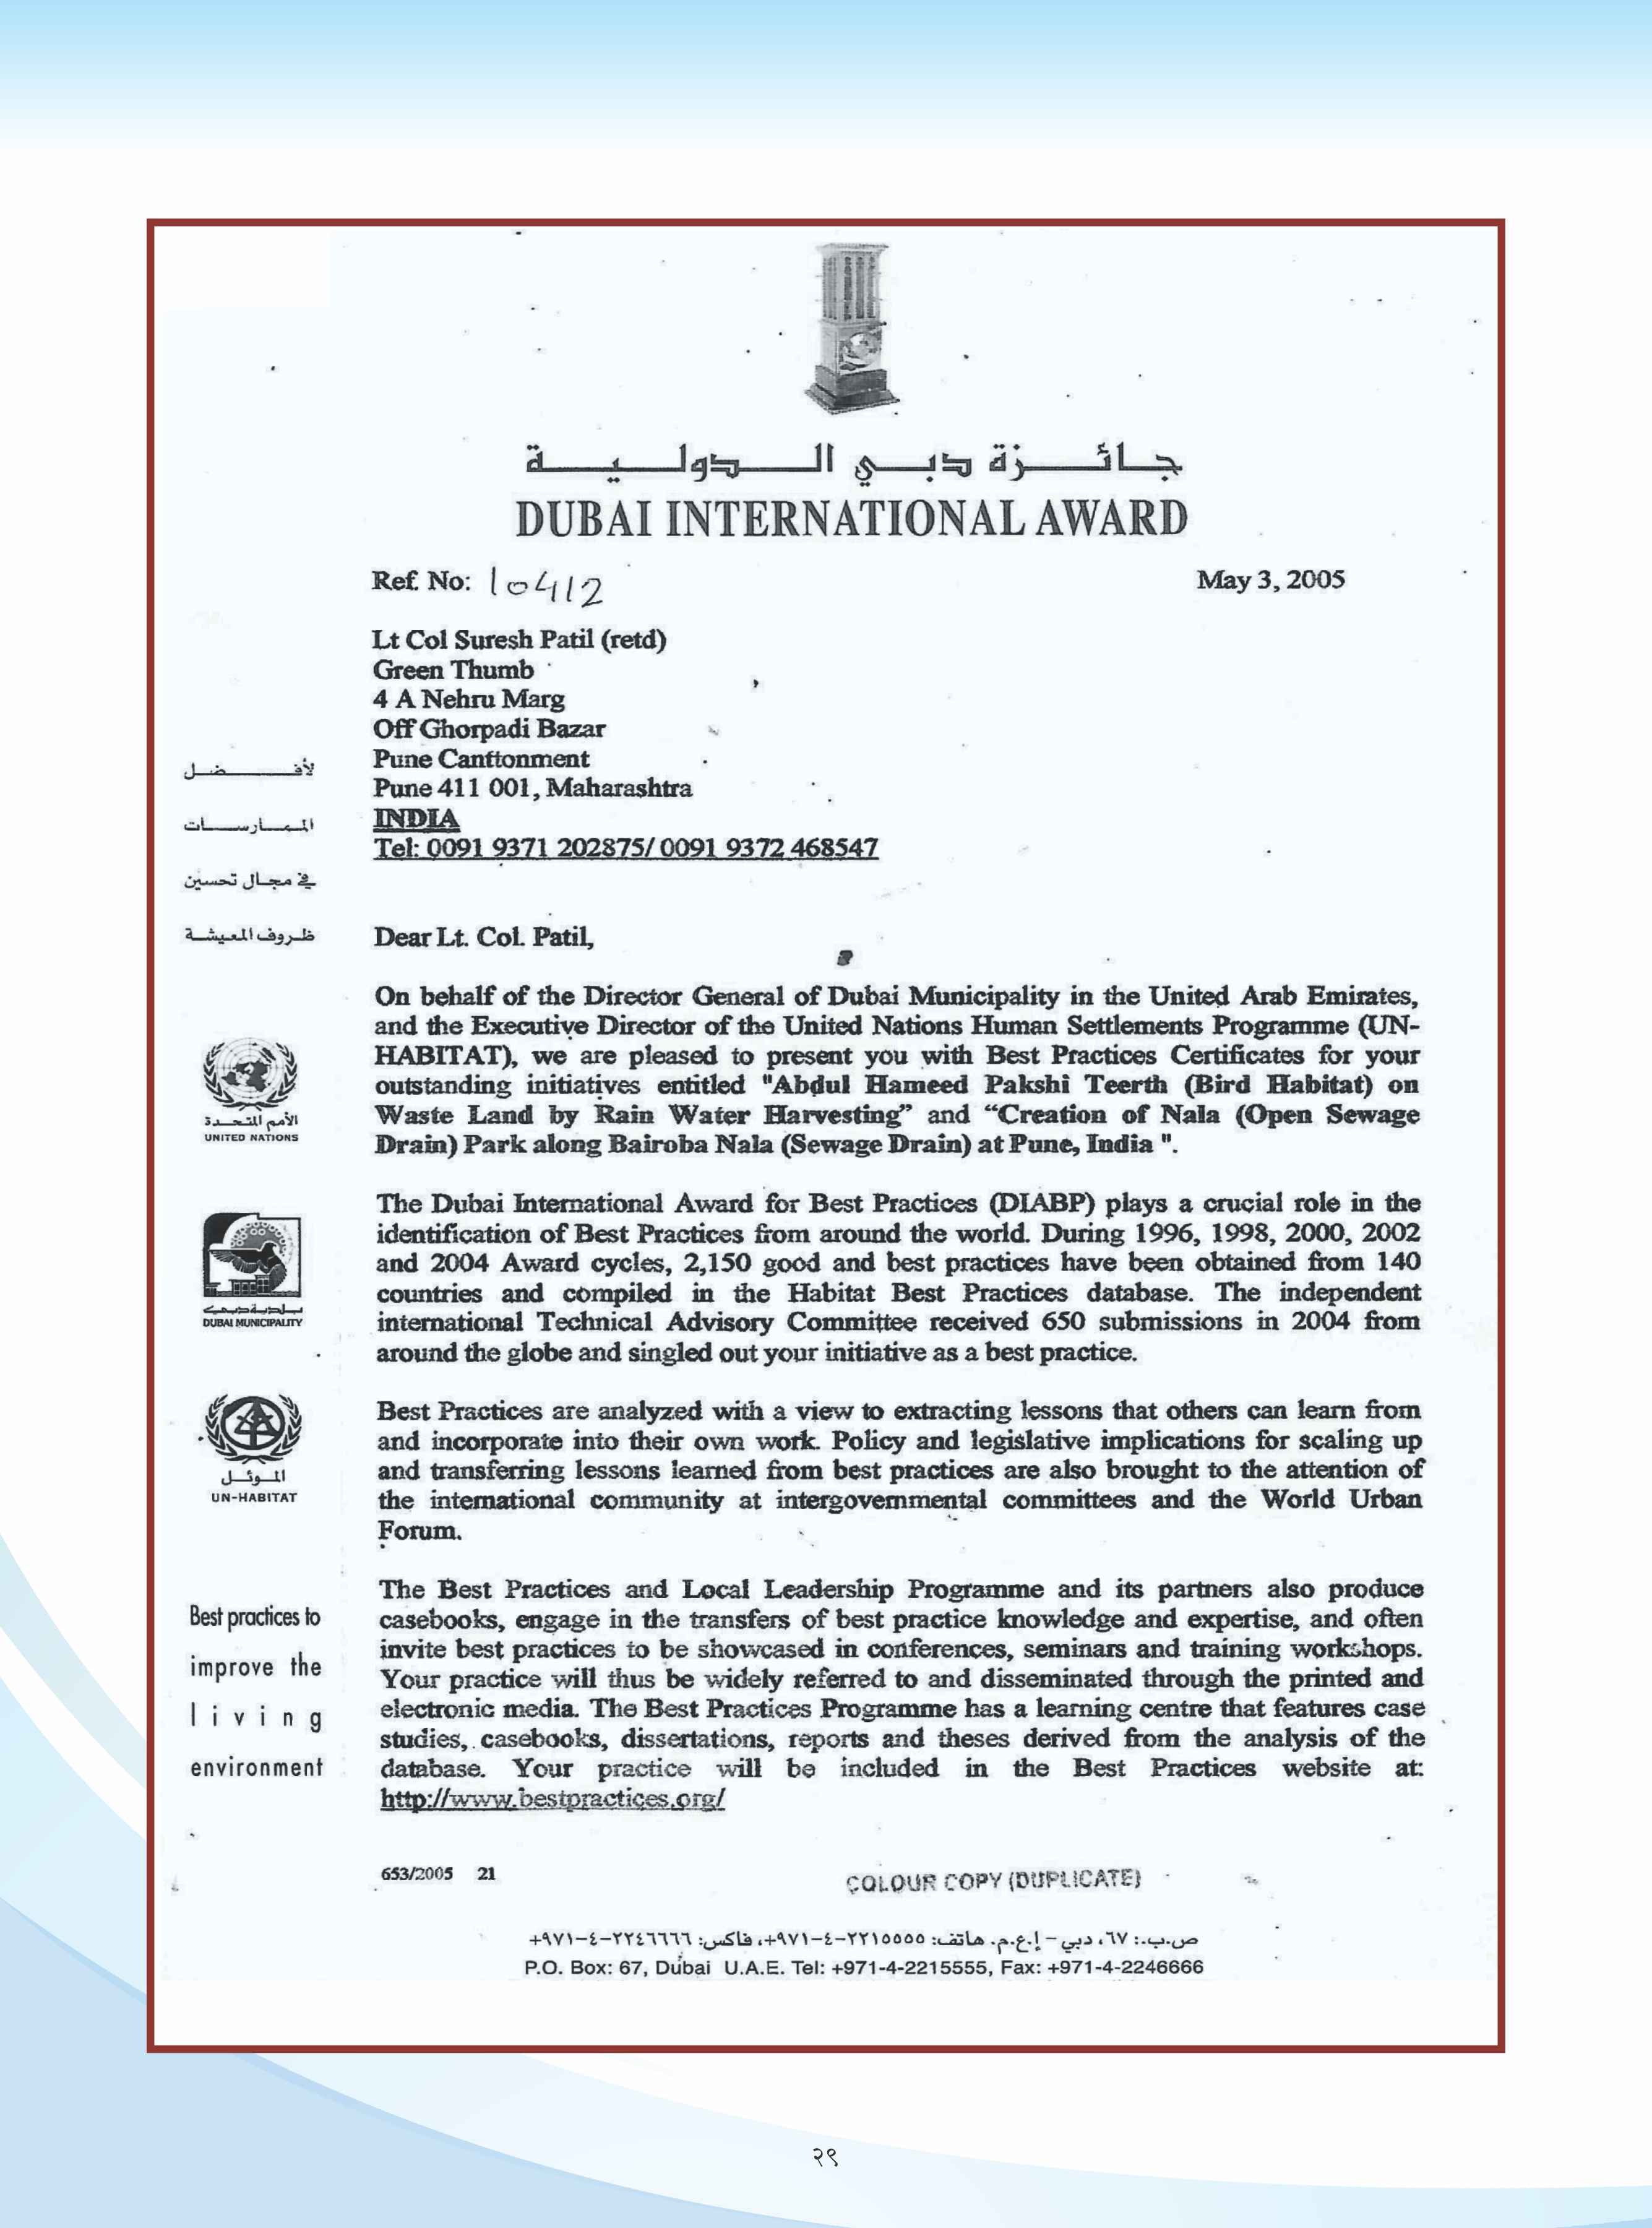 جائزة دبي الدولية
DUBAI INTERNATIONAL AWARD
Ref. No: 10412
May 3, 2005
Lt Col Suresh Patil (retd)
Green Thumb
4 A Nehru Marg
Off Ghorpadi Bazar
Pune Canttonment
Pune 411 001, Maharashtra
INDIA
Tel: 0091 9371 202875/ 0091 9372 468547
لأفضل
الممارسات
في مجال تحسين
ظروف المعيشة
Dear Lt. Col. Patil,
On behalf of the Director General of Dubai Municipality in the United Arab Emirates,
and the Executive Director of the United Nations Human Settlements Programme (UN-
HABITAT), we are pleased to present you with Best Practices Certificates for your
outstanding initiatives entitled "Abdul Hameed Pakshi Teerth (Bird Habitat) on
Waste Land by Rain Water Harvesting” and “Creation of Nala (Open Sewage
Drain) Park along Bairoba Nala (Sewage Drain) at Pune, India ".
الأمم المتحدة
UNITED NATIONS
The Dubai International Award for Best Practices (DIABP) plays a crucial role in the
identification of Best Practices from around the world. During 1996, 1998, 2000, 2002
and 2004 Award cycles, 2,150 good and best practices have been obtained from 140
countries and compiled in the Habitat Best Practices database. The independent
international Technical Advisory Committee received 650 submissions in 2004 from
around the globe and singled out your initiative as a best practice.
بلدية دبي
DUBAI MUNICIPALITY
Best Practices are analyzed with a view to extracting lessons that others can learn from
and incorporate into their own work. Policy and legislative implications for scaling up
and transferring lessons learned from best practices are also brought to the attention of
the international community at intergovernmental committees and the World Urban
Forum.
الموئل
UN-HABITAT
The Best Practices and Local Leadership Programme and its partners also produce
casebooks, engage in the transfers of best practice knowledge and expertise, and often
invite best practices to be showcased in conferences, seminars and training workshops.
Your practice will thus be widely referred to and disseminated through the printed and
electronic media. The Best Practices Programme has a learning centre that features case
studies, casebooks, dissertations, reports and theses derived from the analysis of the
database. Your practice will be included in the Best Practices website at:
http://www.bestpractices.org/
Best practices to
improve the
living
environment
653/2005 21
COLOUR COPY (DUPLICATE)
ص.ب.: ٦٧، دبي – إ.ع.م. هاتف: ٢٢١٥٥٥٥-٤-٩٧١+، فاكس: ٢٢٤٦٦٦٦-٤-٩٧١+
P.O. Box: 67, Dubai U.A.E. Tel: +971-4-2215555, Fax: +971-4-2246666
२९